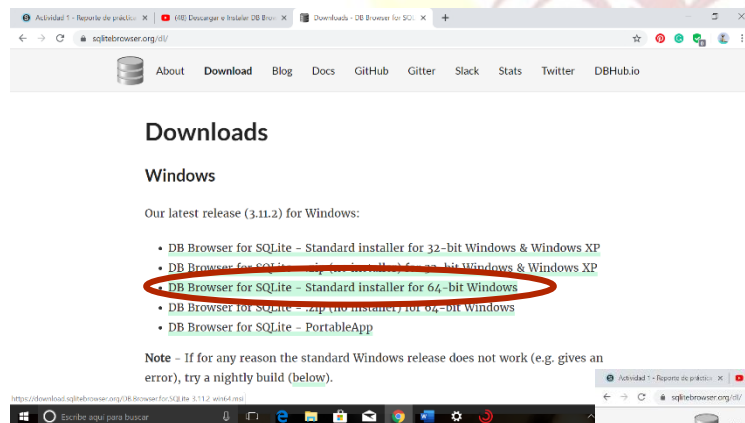 Actividad 1 - Reporte de práctica
(48) Descargar e Instalar DB Brow
Downloads - DB Browser for SQL
sqlitebrowser.org/dl/
About Download Blog Docs GitHub Gitter Slack Stats Twitter DBHub.io
Downloads
Windows
Our latest release (3.11.2) for Windows:
• DB Browser for SQLite - Standard installer for 32-bit Windows & Windows XP
• DB Browser for SQLite - .zip (no installer) for 32-bit Windows & Windows XP
• DB Browser for SQLite - Standard installer for 64-bit Windows
• DB Browser for SQLite - .zip (no installer) for 64-bit Windows
• DB Browser for SQLite - PortableApp
Note - If for any reason the standard Windows release does not work (e.g. gives an
error), try a nightly build (below).
https://download.sqlitebrowser.org/DB.Browser.for.SQLite-3.11.2-win64.msi
Escribe aquí para buscar
Actividad 1 - Reporte de práctica
sqlitebrowser.org/dl/